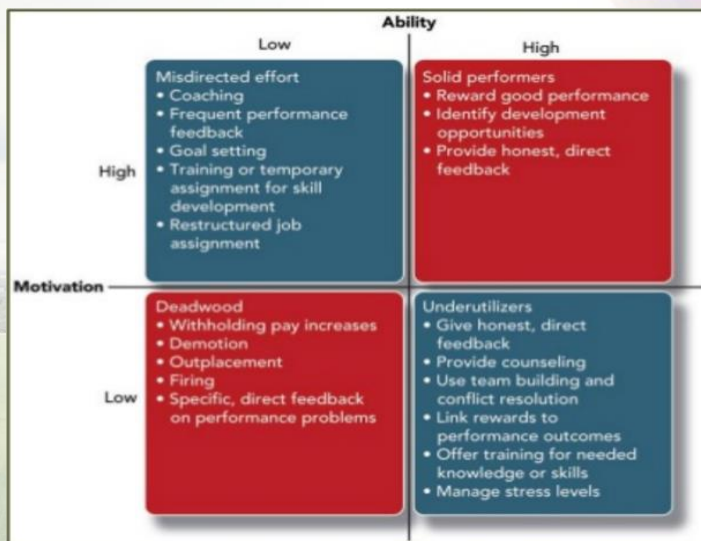 Ability
Low
High
Misdirected effort
• Coaching
• Frequent performance
feedback
• Goal setting
• Training or temporary
assignment for skill
development
• Restructured job
assignment
Solid performers
• Reward good performance
• Identify development
opportunities
• Provide honest, direct
feedback
High
Motivation
Deadwood
• Withholding pay increases
• Demotion
• Outplacement
• Firing
• Specific, direct feedback
on performance problems
Underutilizers
• Give honest, direct
feedback
• Provide counseling
• Use team building and
conflict resolution
• Link rewards to
performance outcomes
• Offer training for needed
knowledge or skills
• Manage stress levels
Low